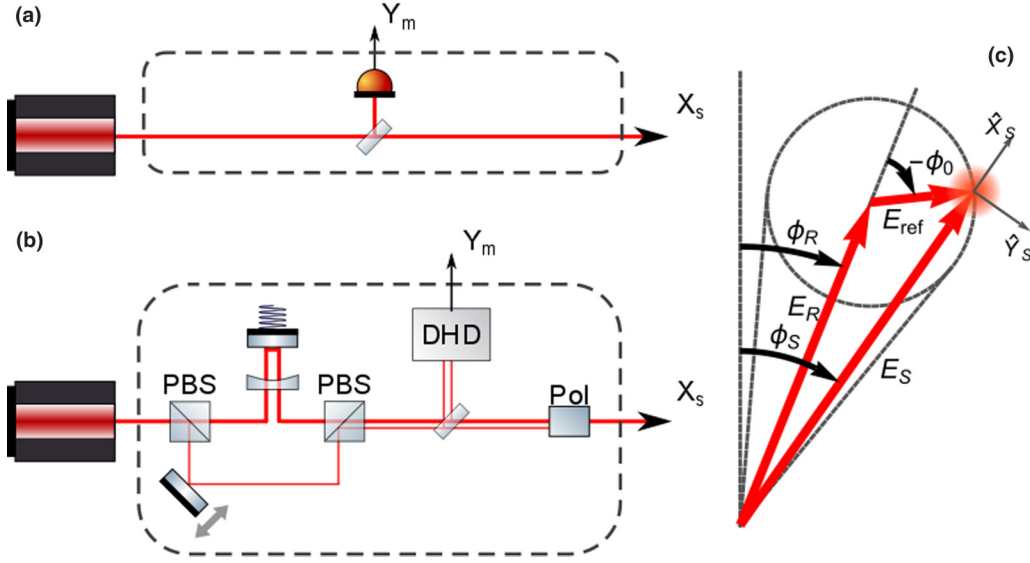 (a)
Y_m
X_s
(b)
Y_m
DHD
PBS
PBS
Pol
X_s
(c)
X̂_S
-ϕ_0
E_ref
Ŷ_S
ϕ_R
E_R
ϕ_S
E_S